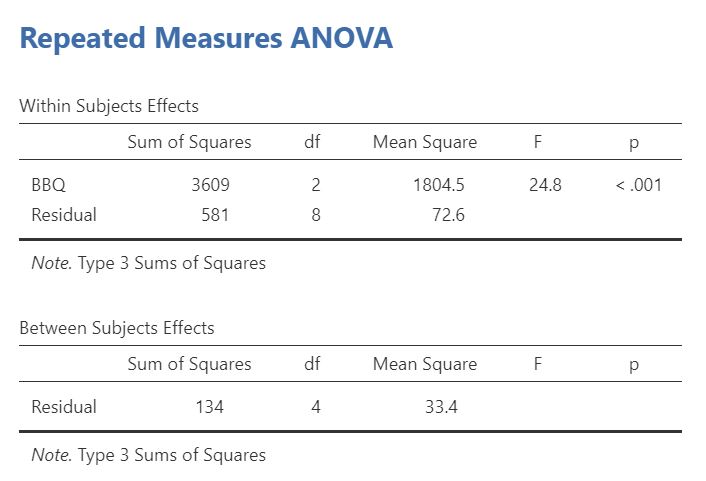 Repeated Measures ANOVA
Within Subjects Effects
Sum of Squares df Mean Square F p
BBQ 3609 2 1804.5 24.8 < .001
Residual 581 8 72.6
Note. Type 3 Sums of Squares
Between Subjects Effects
Sum of Squares df Mean Square F p
Residual 134 4 33.4
Note. Type 3 Sums of Squares